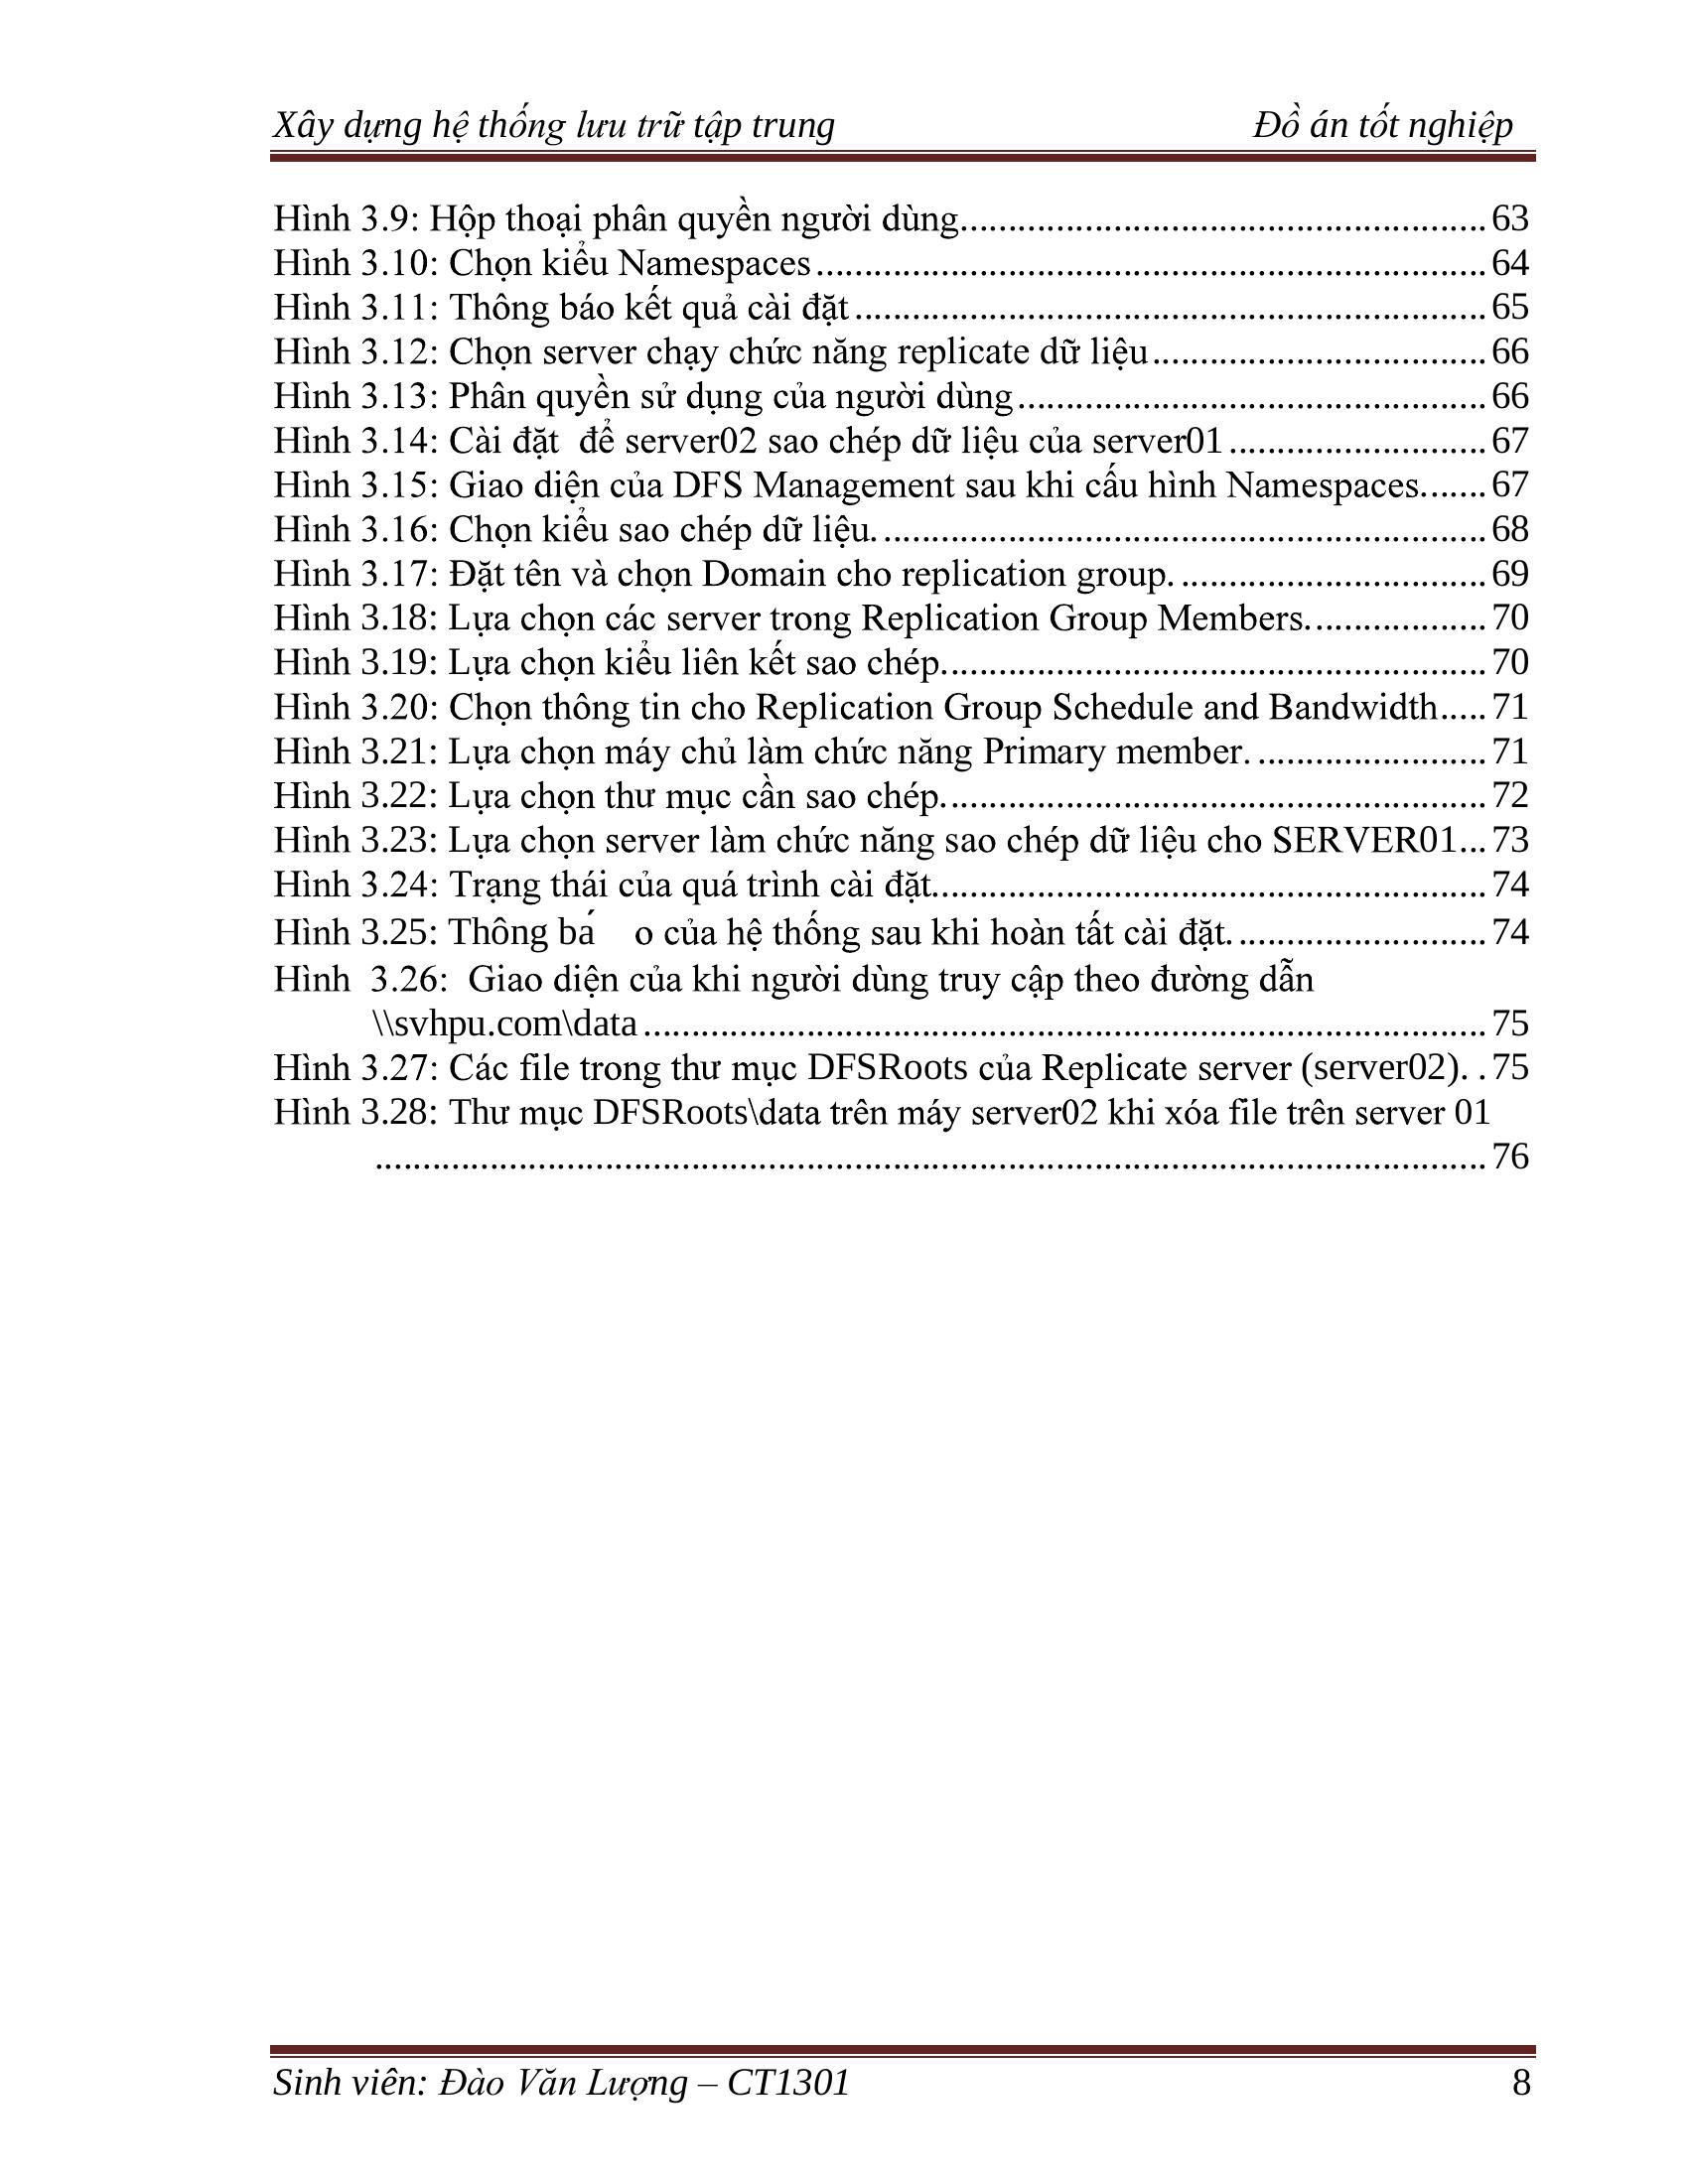 Xây dựng hệ thống lưu trữ tập trung Đồ án tốt nghiệp
Hình 3.9: Hộp thoại phân quyền người dùng....................................................... 63
Hình 3.10: Chọn kiểu Namespaces ...................................................................... 64
Hình 3.11: Thông báo kết quả cài đặt .................................................................. 65
Hình 3.12: Chọn server chạy chức năng replicate dữ liệu ................................... 66
Hình 3.13: Phân quyền sử dụng của người dùng ................................................. 66
Hình 3.14: Cài đặt  để server02 sao chép dữ liệu của server01 ........................... 67
Hình 3.15: Giao diện của DFS Management sau khi cấu hình Namespaces....... 67
Hình 3.16: Chọn kiểu sao chép dữ liệu. ............................................................... 68
Hình 3.17: Đặt tên và chọn Domain cho replication group. ................................ 69
Hình 3.18: Lựa chọn các server trong Replication Group Members................... 70
Hình 3.19: Lựa chọn kiểu liên kết sao chép......................................................... 70
Hình 3.20: Chọn thông tin cho Replication Group Schedule and Bandwidth ..... 71
Hình 3.21: Lựa chọn máy chủ làm chức năng Primary member. ........................ 71
Hình 3.22: Lựa chọn thư mục cần sao chép......................................................... 72
Hình 3.23: Lựa chọn server làm chức năng sao chép dữ liệu cho SERVER01... 73
Hình 3.24: Trạng thái của quá trình cài đặt.......................................................... 74
Hình 3.25: Thông bá o của hệ thống sau khi hoàn tất cài đặt. .......................... 74
Hình  3.26:  Giao diện của khi người dùng truy cập theo đường dẫn
\\svhpu.com\data ........................................................................................ 75
Hình 3.27: Các file trong thư mục DFSRoots của Replicate server (server02). . 75
Hình 3.28: Thư mục DFSRoots\data trên máy server02 khi xóa file trên server 01
.................................................................................................................... 76
Sinh viên: Đào Văn Lượng – CT1301 8